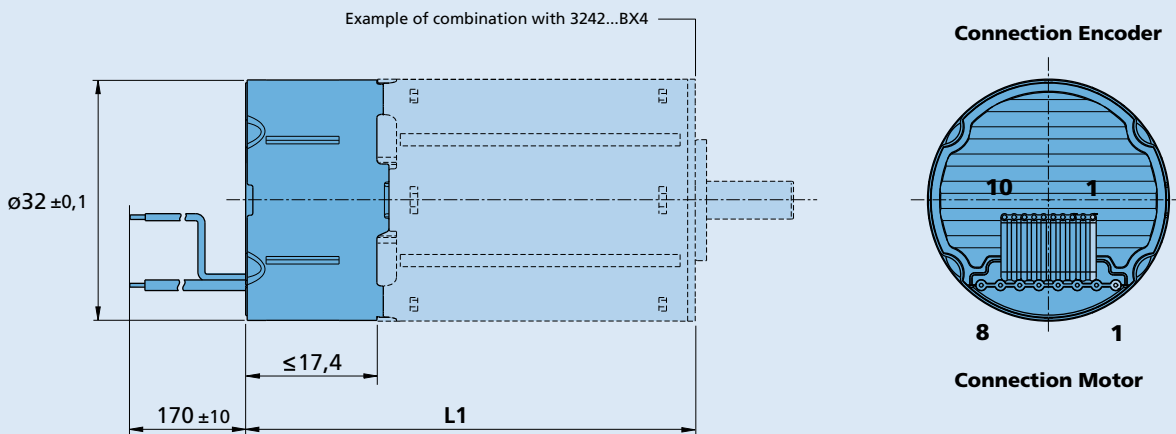 Example of combination with 3242...BX4
Connection Encoder
ø32 ±0,1
10 1
≤17,4
8 1
170 ±10
L1
Connection Motor